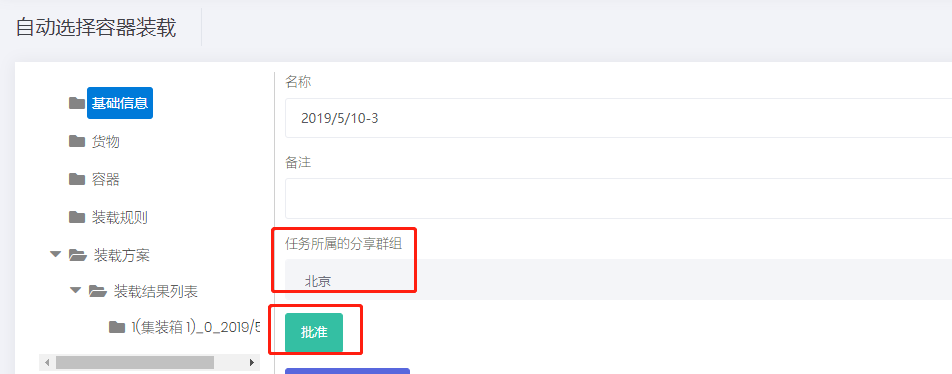 自动选择容器装载
基础信息
货物
容器
装载规则
装载方案
装载结果列表
1(集装箱 1)_0_2019/5
名称
2019/5/10-3
备注
任务所属的分享群组
北京
批准